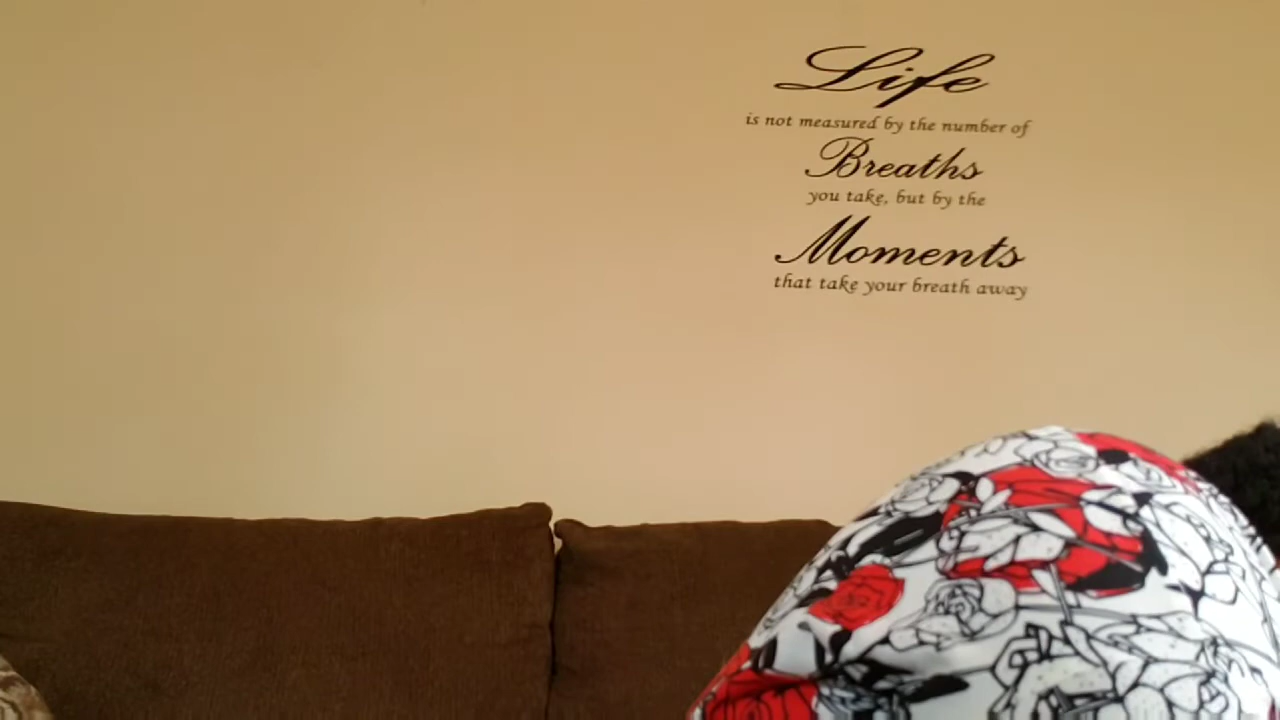 Life
is not measured by the number of
Breaths
you take, but by the
Moments
that take your breath away